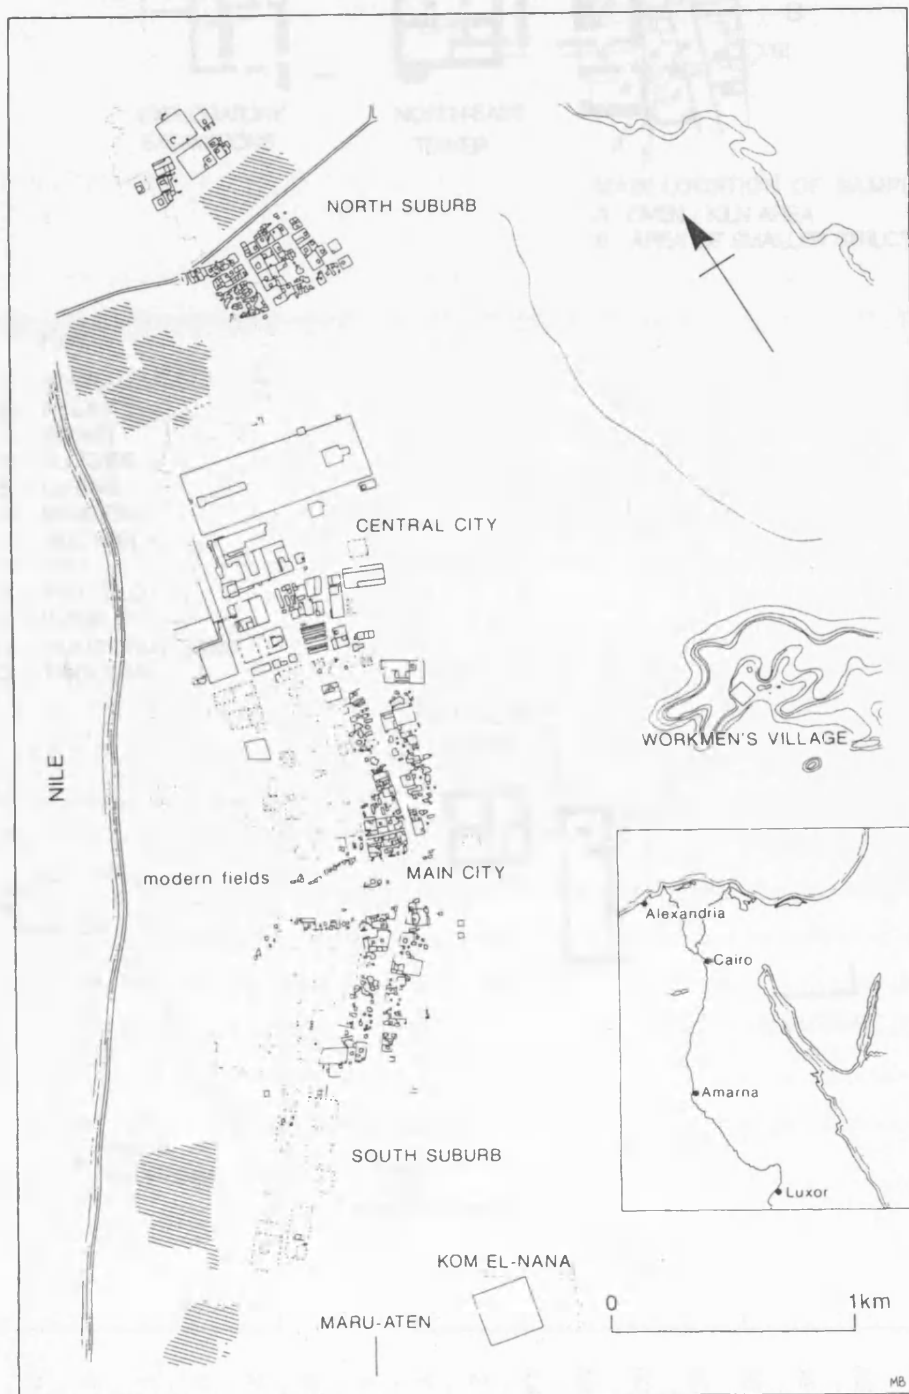 NORTH SUBURB
CENTRAL CITY
WORKMEN'S VILLAGE
NILE
modern fields
MAIN CITY
Alexandria
Cairo
Amarna
Luxor
SOUTH SUBURB
KOM EL-NANA
0 1km
MARU-ATEN
MB